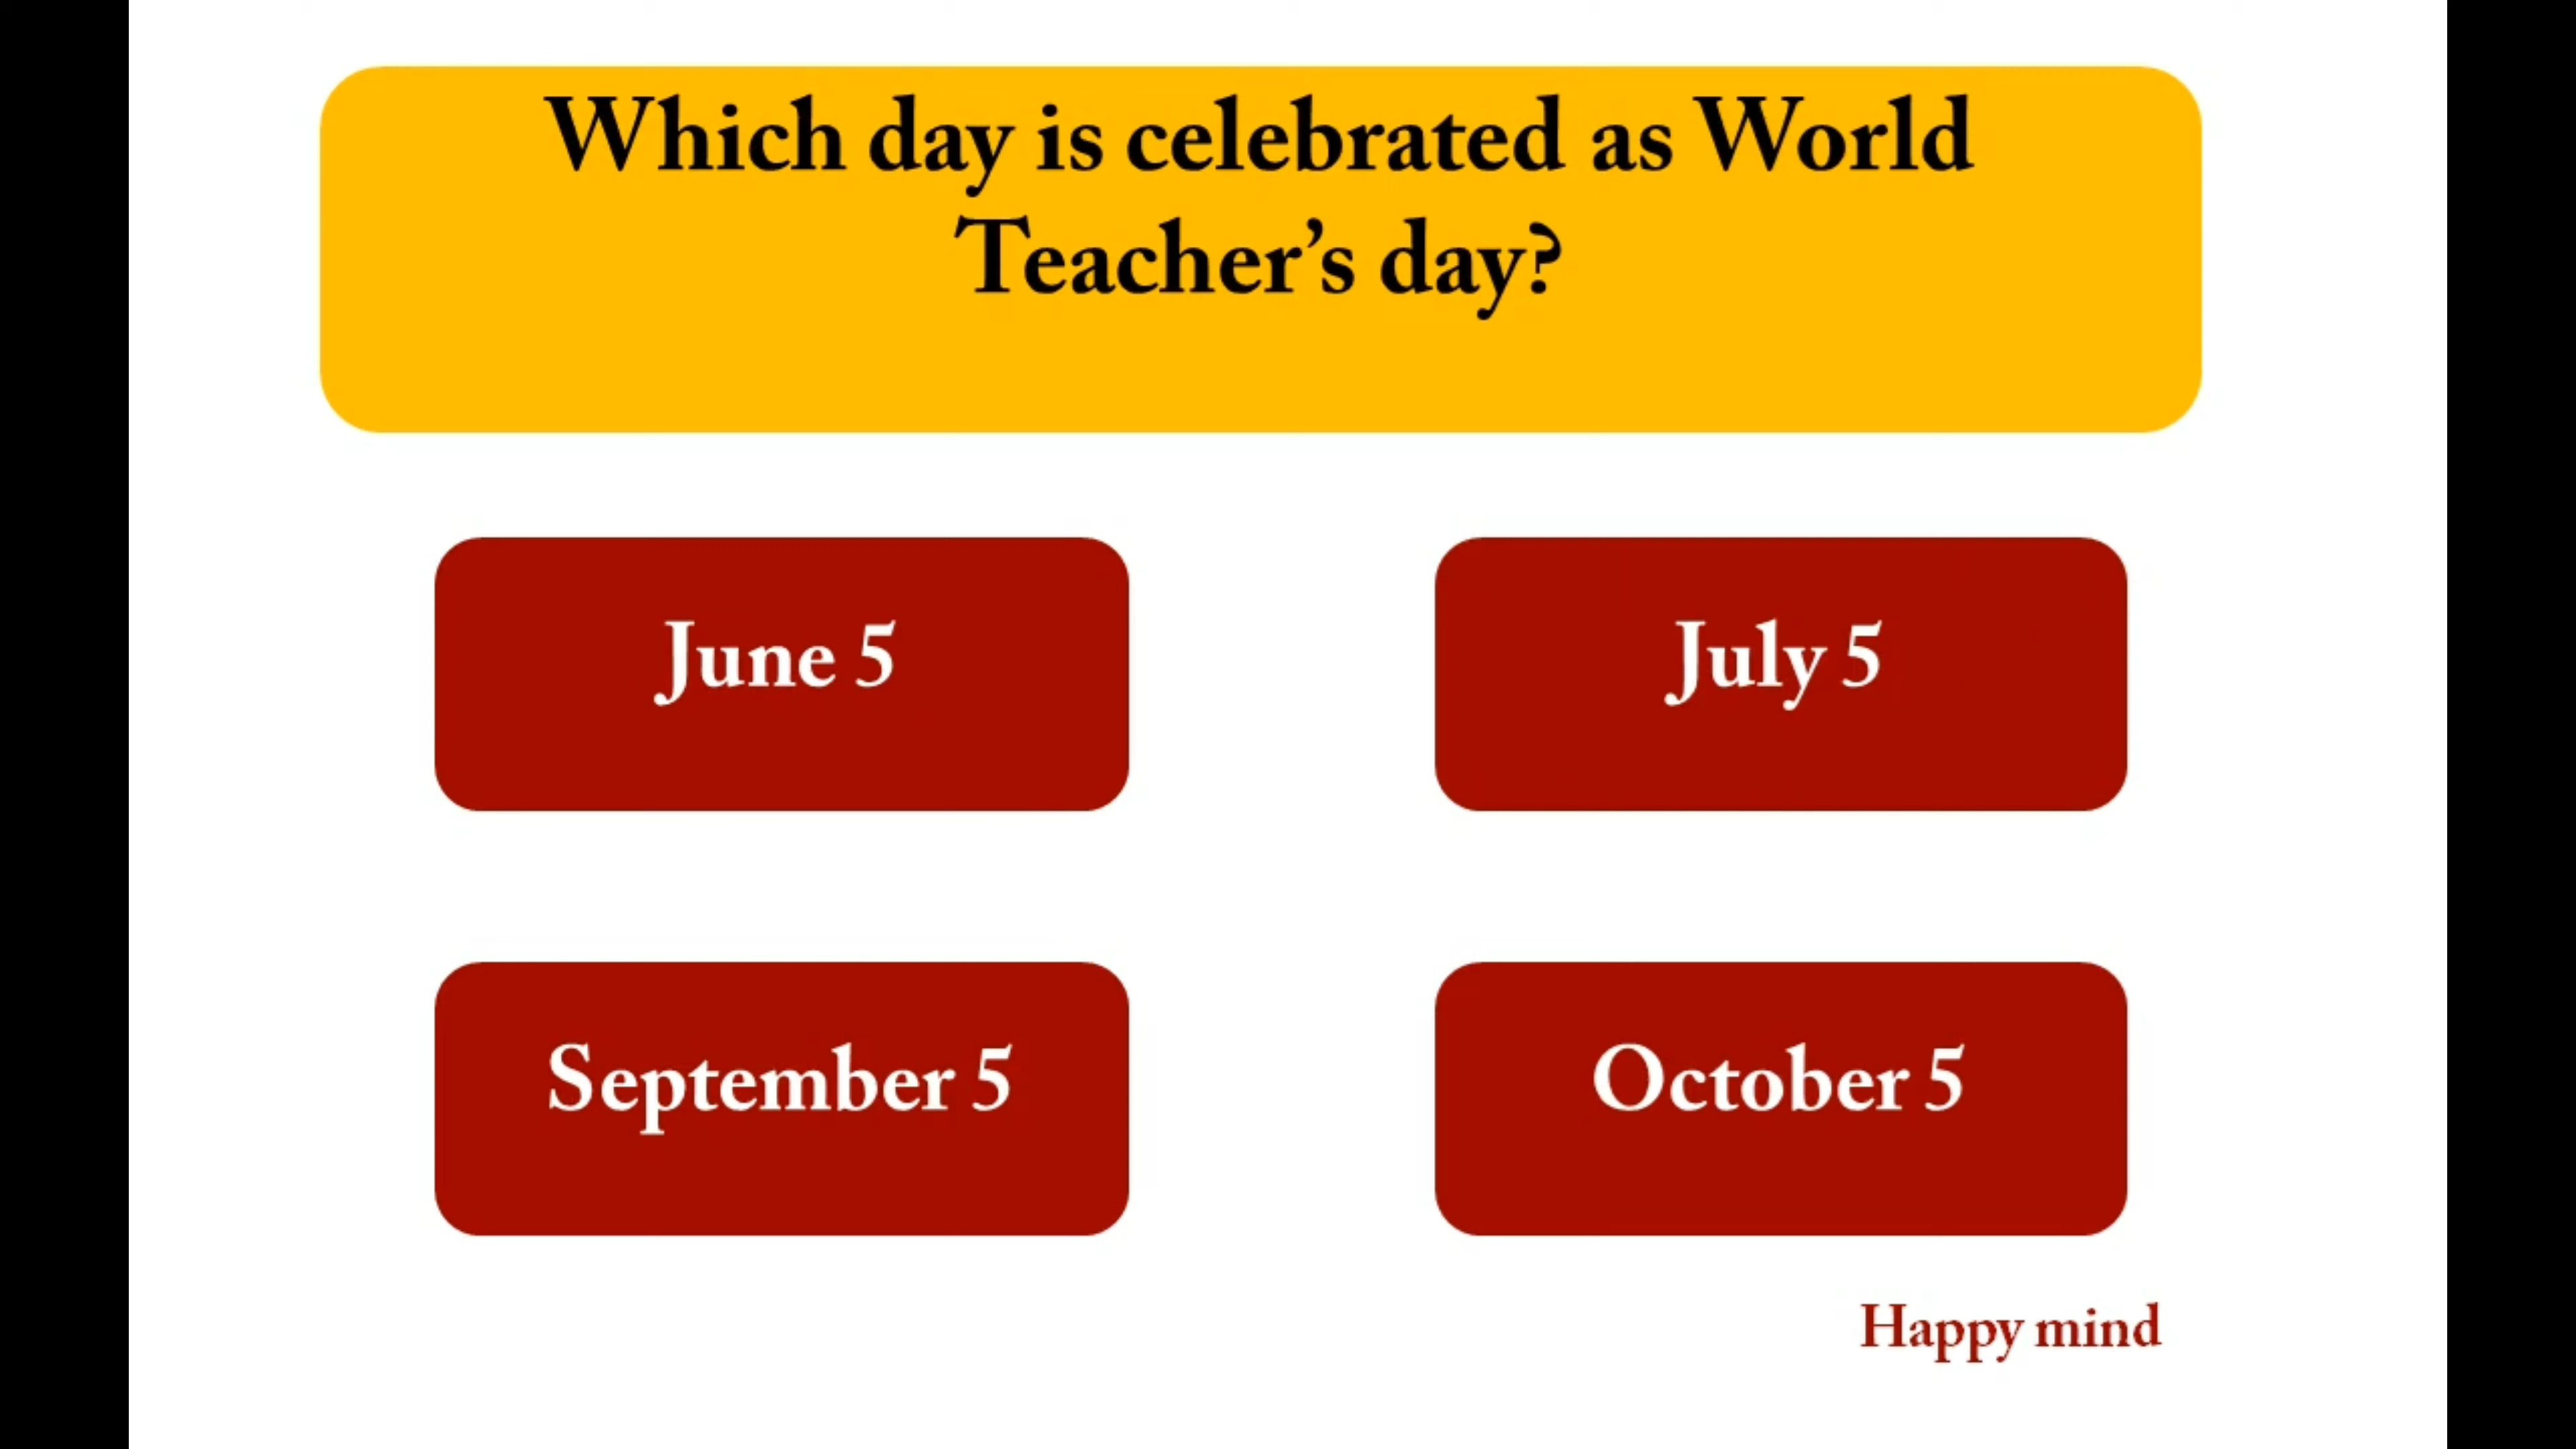 Which day is celebrated as World
Teacher’s day?
June 5
July 5
September 5
October 5
Happy mind